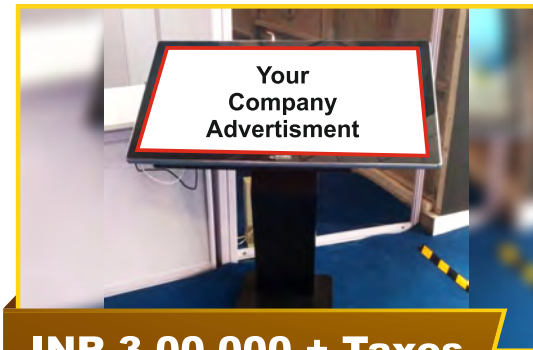 Your
Company
Advertisment
INR 3,00,000 + Taxes